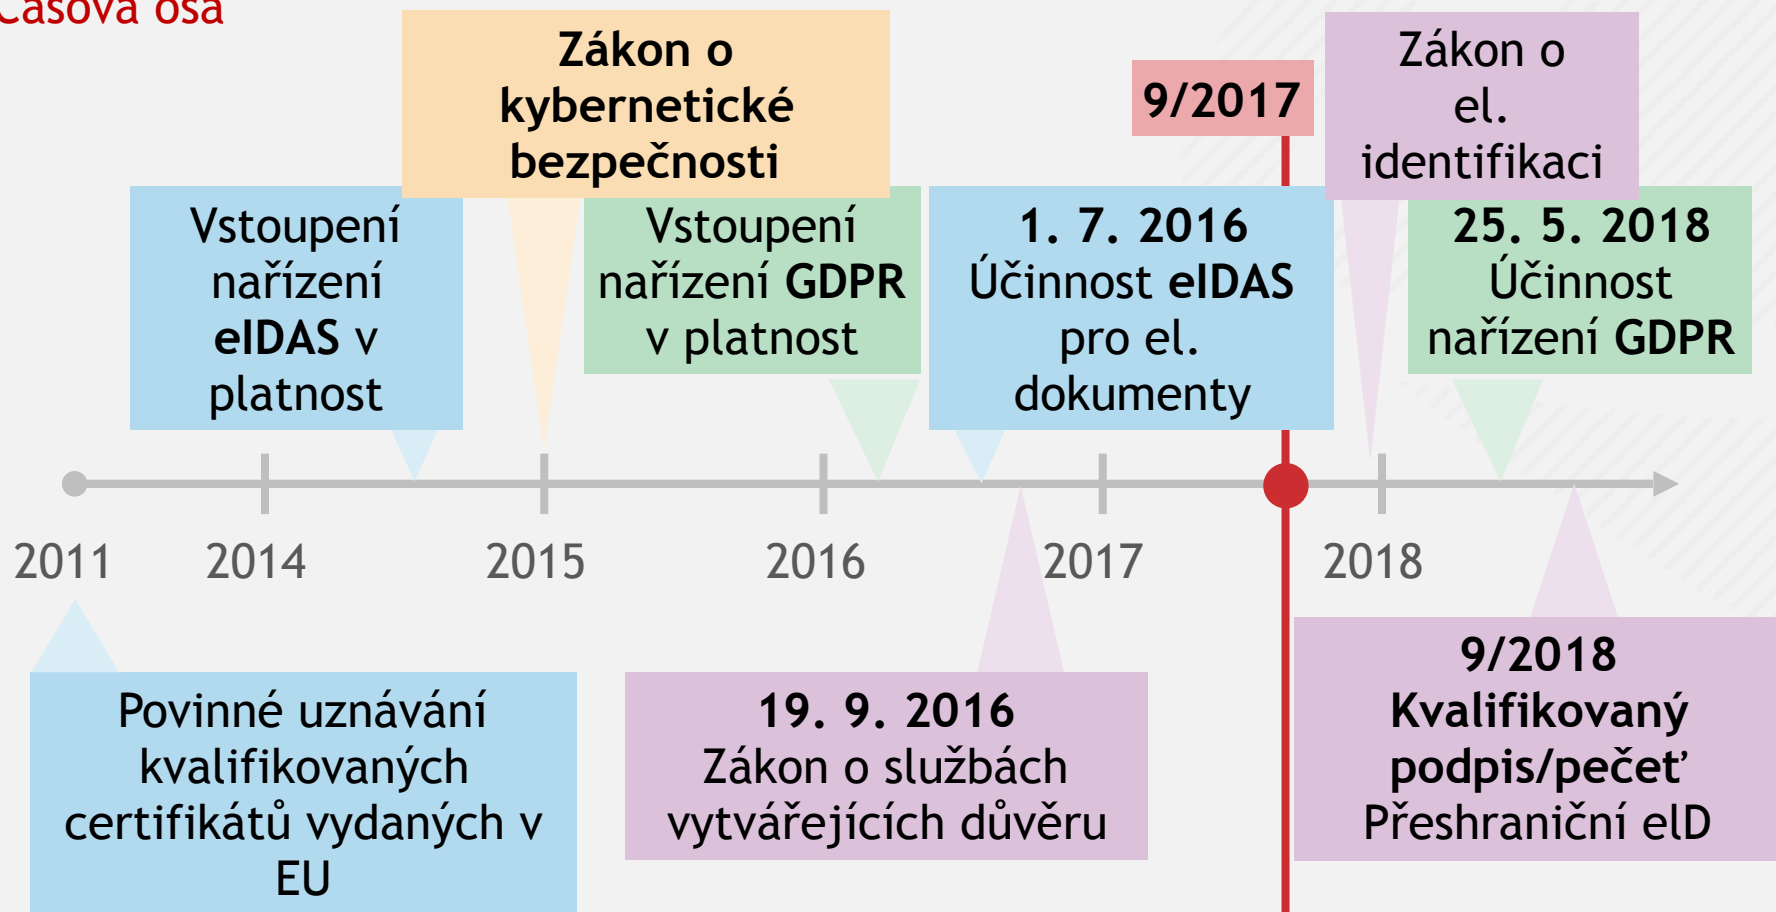 Časová osa
Zákon o
kybernetické
bezpečnosti
9/2017
Zákon o
el.
identifikaci
Vstoupení
nařízení
eIDAS v
platnost
Vstoupení
nařízení GDPR
v platnost
1. 7. 2016
Účinnost eIDAS
pro el.
dokumenty
25. 5. 2018
Účinnost
nařízení GDPR
2011
2014
2015
2016
2017
2018
Povinné uznávání
kvalifikovaných
certifikátů vydaných v
EU
19. 9. 2016
Zákon o službách
vytvářejících důvěru
9/2018
Kvalifikovaný
podpis/pečeť
Přeshraniční eID